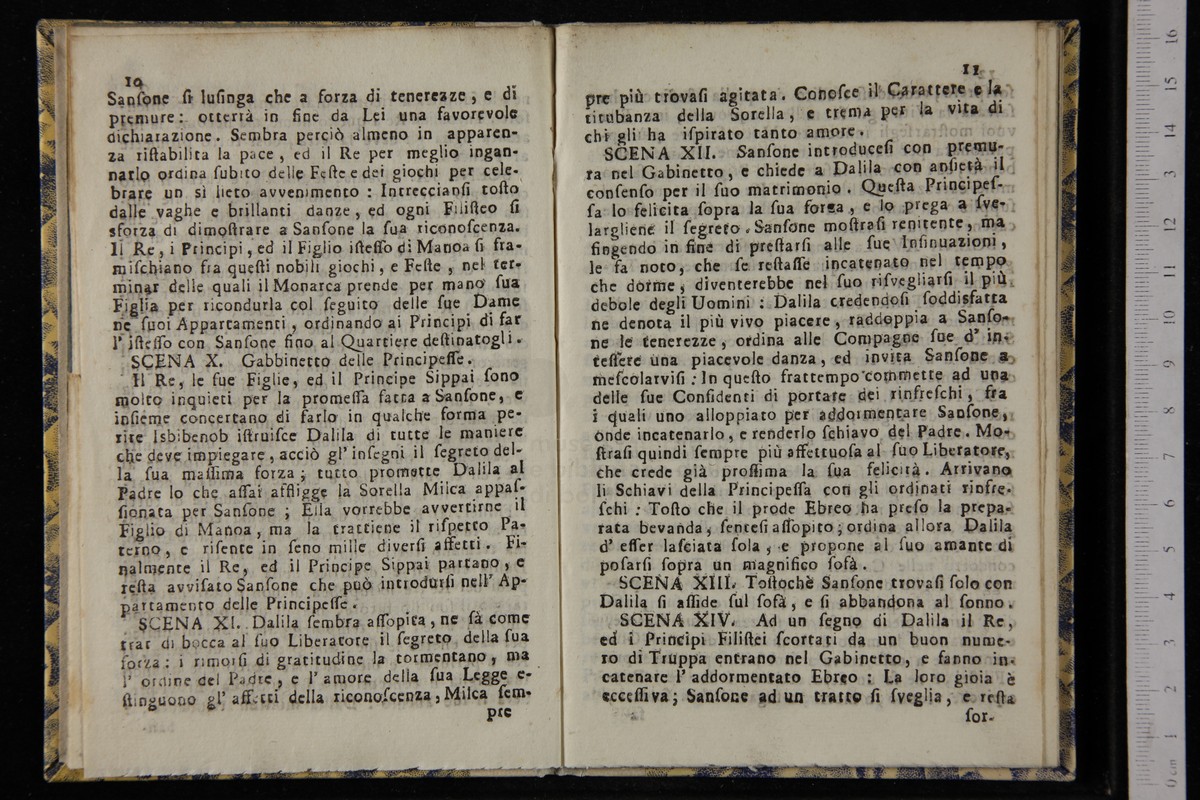 10
Sanſone ſi luſinga che a forza di tenerezze, e di
premure: otterrà in fine da Lei una favorevole
dichiarazione. Sembra perciò almeno in apparen-
za riſtabilita la pace, ed il Re per meglio ingan-
narlo ordina ſubito delle Feſte e dei giochi per cele-
brare un sì lieto avvenimento: Intreccianſi toſto
dalle vaghe e brillanti danze, ed ogni Filiſteo ſi
sforza di dimoſtrare a Sanſone la ſua riconoſcenza.
Il Re, i Principi, ed il Figlio iſteſſo di Manoa ſi fra-
miſchiano fra queſti nobili giochi, e Feſte, nel ter-
minar delle quali il Monarca prende per mano ſua
Figlia per ricondurla col ſeguito delle ſue Dame
ne ſuoi Appartamenti, ordinando ai Principi di far
l' iſteſſo con Sanſone fino al Quartiere deſtinatogli.
SCENA X. Gabbinetto delle Principeſſe.
Il Re, le ſue Figlie, ed il Principe Sippai ſono
molto inquieti per la promeſſa fatta a Sanſone, e
inſieme concertano di farlo in qualche forma pe-
rire Isbibenob iſtruiſce Dalila di tutte le maniere
che deve impiegare, acciò gl' inſegni il ſegreto del-
la ſua maſſima forza; tutto promette Dalila al
Padre lo che aſſai affligge la Sorella Milca appaſ-
ſionata per Sanſone; Ella vorrebbe avvertirne il
Figlio di Manoa, ma la trattiene il riſpetto Pa-
terno, e riſente in ſeno mille diverſi affetti. Fi-
nalmente il Re, ed il Principe Sippai partano, e
reſta avviſato Sanſone che può introdurſi nell' Ap-
partamento delle Principeſſe.
SCENA XI. Dalila ſembra aſſopita, ne ſà come
trar di bocca al ſuo Liberatore il ſegreto della ſua
forza: i rimorſi di gratitudine la tormentano, ma
l' ordine del Padre, e l' amore della ſua Legge e-
ſtinguono gl' affetti della riconoſcenza, Milca ſem-
pre
11
pre più trovaſi agitata. Conoſce il Carattere e la
titubanza della Sorella, e trema per la vita di
chi gli ha iſpirato tanto amore.
SCENA XII. Sanſone introduceſi con premu-
ra nel Gabinetto, e chiede a Dalila con anſietà il
conſenſo per il ſuo matrimonio. Queſta Principeſ-
ſa lo felicita ſopra la ſua forza, e lo prega a ſve-
largliene il ſegreto. Sanſone moſtraſi renitente, ma
fingendo in fine di preſtarſi alle ſue Inſinuazioni,
le fa noto, che ſe reſtaſſe incatenato nel tempo
che dorme, diventerebbe nel ſuo riſvegliarſi il più
debole degli Uomini: Dalila credendoſi ſoddisfatta
ne denota il più vivo piacere, raddoppia a Sanſo-
ne le tenerezze, ordina alle Compagne ſue d' in-
teſſere una piacevole danza, ed invita Sanſone a
meſcolarviſi: In queſto frattempo commette ad una
delle ſue Confidenti di portare dei rinfreſchi, fra
i quali uno alloppiato per addormentare Sanſone,
onde incatenarlo, e renderlo ſchiavo del Padre. Mo-
ſtraſi quindi ſempre più affettuoſa al ſuo Liberatore,
che crede già proſſima la ſua felicità. Arrivano
li Schiavi della Principeſſa con gli ordinati rinfre-
ſchi: Toſto che il prode Ebreo ha preſo la prepa-
rata bevanda, ſenteſi aſſopito; ordina allora Dalila
d' eſſer laſciata ſola, e propone al ſuo amante di
poſarſi ſopra un magnifico ſofà.
SCENA XIII. Toſtochè Sanſone trovaſi ſolo con
Dalila ſi aſſide ſul ſofà, e ſi abbandona al ſonno.
SCENA XIV. Ad un ſegno di Dalila il Re,
ed i Principi Filiſtei ſcortati da un buon nume-
ro di Truppa entrano nel Gabinetto, e fanno in-
catenare l' addormentato Ebreo: La loro gioia è
ecceſſiva; Sanſone ad un tratto ſi ſveglia, e reſta
for-
16
15
14
13
12
11
10
9
8
7
6
5
4
3
2
1
0 cm